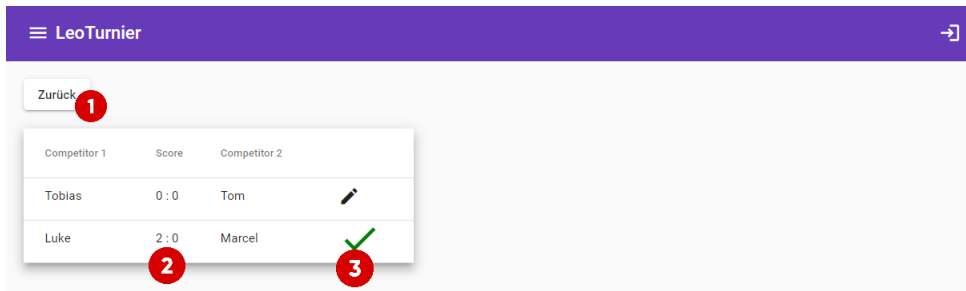 LeoTurnier
Zurück
1
Competitor 1 Score Competitor 2
Tobias 0 : 0 Tom
Luke 2 : 0 Marcel
2 3